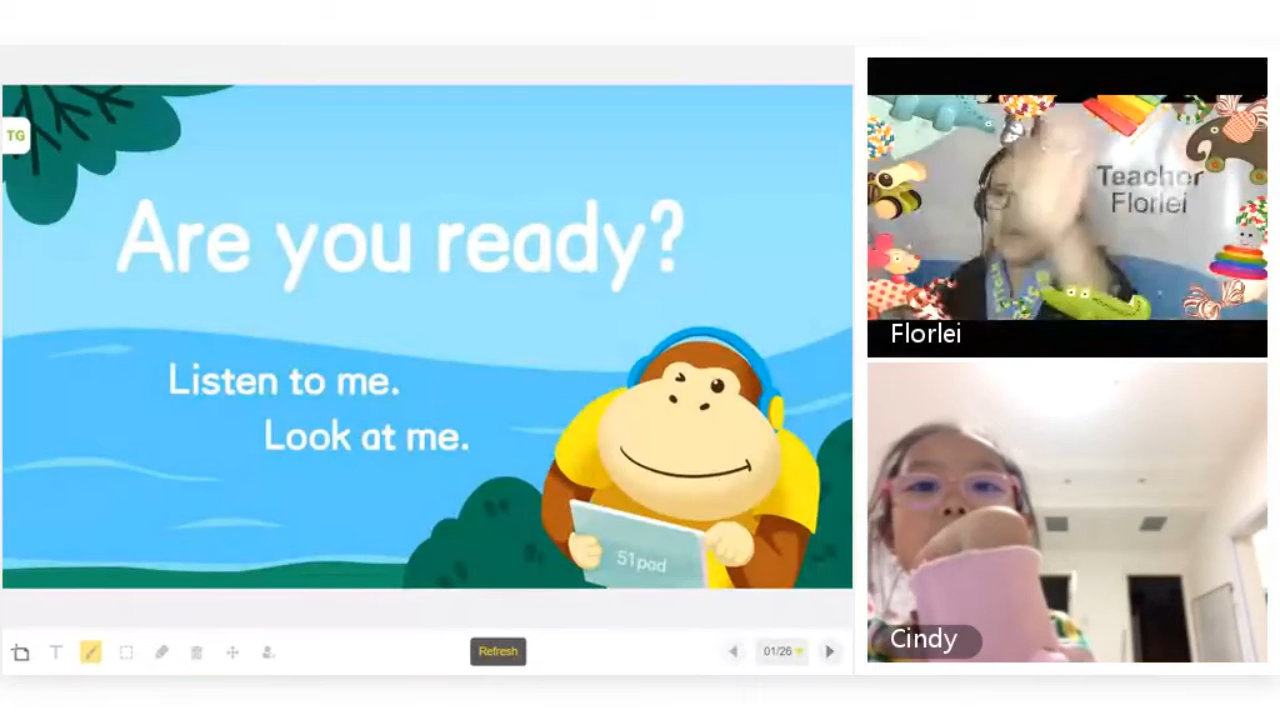 TG
Are you ready?
Listen to me.
Look at me.
51pad
Refresh
01/26
Teacher
Florlei
Florlei
Cindy